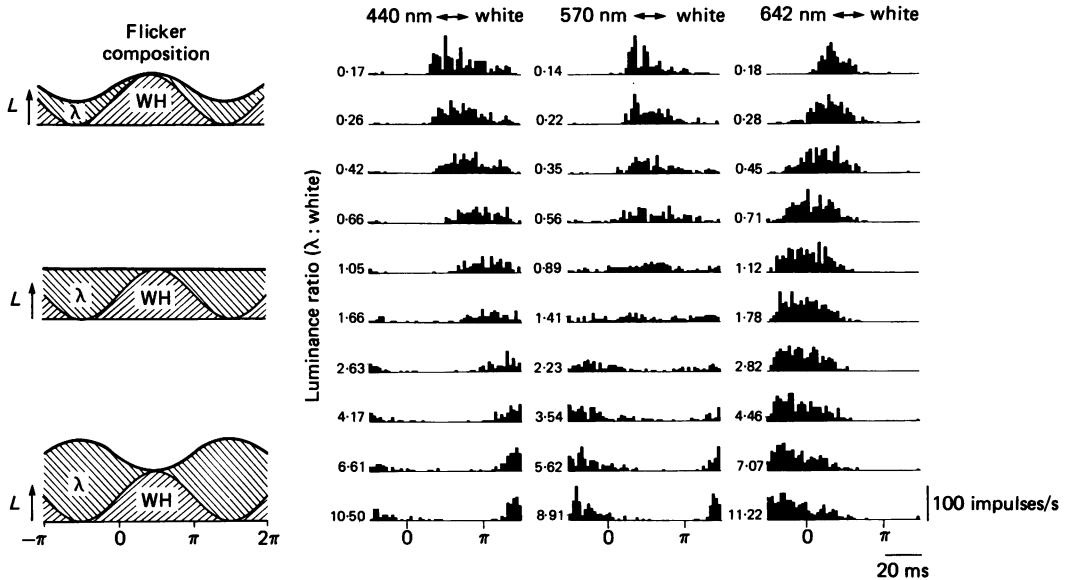 Flicker
composition
L
λ
WH
L
λ
WH
L
λ
WH
−π 0 π 2π
Luminance ratio (λ : white)
440 nm ↔ white
0·17
0·26
0·42
0·66
1·05
1·66
2·63
4·17
6·61
10·50
0 π
570 nm ↔ white
0·14
0·22
0·35
0·56
0·89
1·41
2·23
3·54
5·62
8·91
0 π
642 nm ↔ white
0·18
0·28
0·45
0·71
1·12
1·78
2·82
4·46
7·07
11·22
0 π
100 impulses/s
20 ms